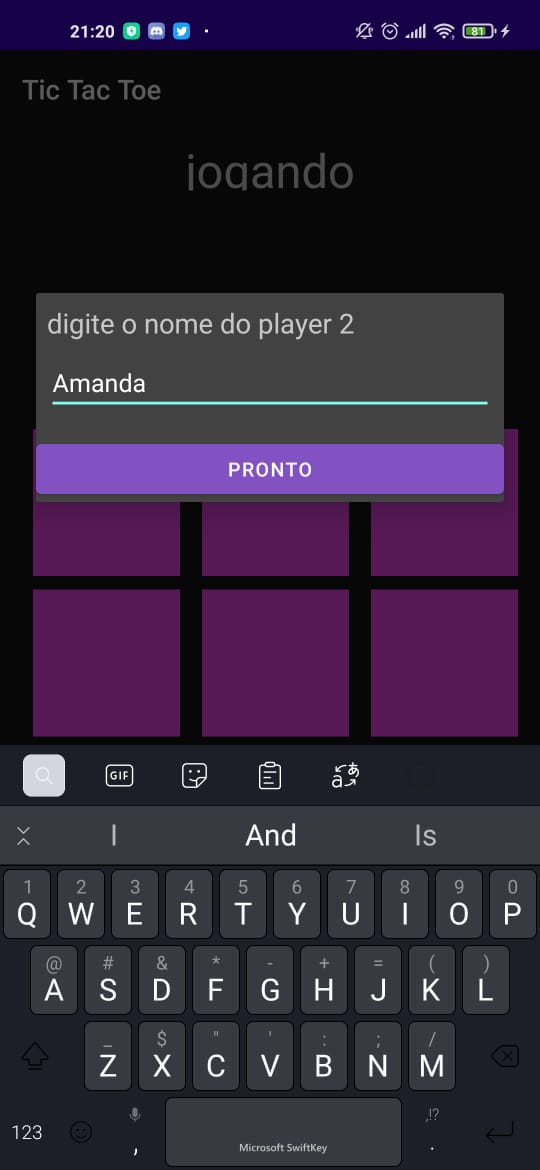 21:20
81
Tic Tac Toe
jogando
digite o nome do player 2
Amanda
PRONTO
GIF
あ
a
I And Is
1 2 3 4 5 6 7 8 9 0
Q W E R T Y U I O P
@ # & * - + = ( )
A S D F G H J K L
_ $ " ' : ; /
Z X C V B N M
123 , Microsoft SwiftKey ,!? .